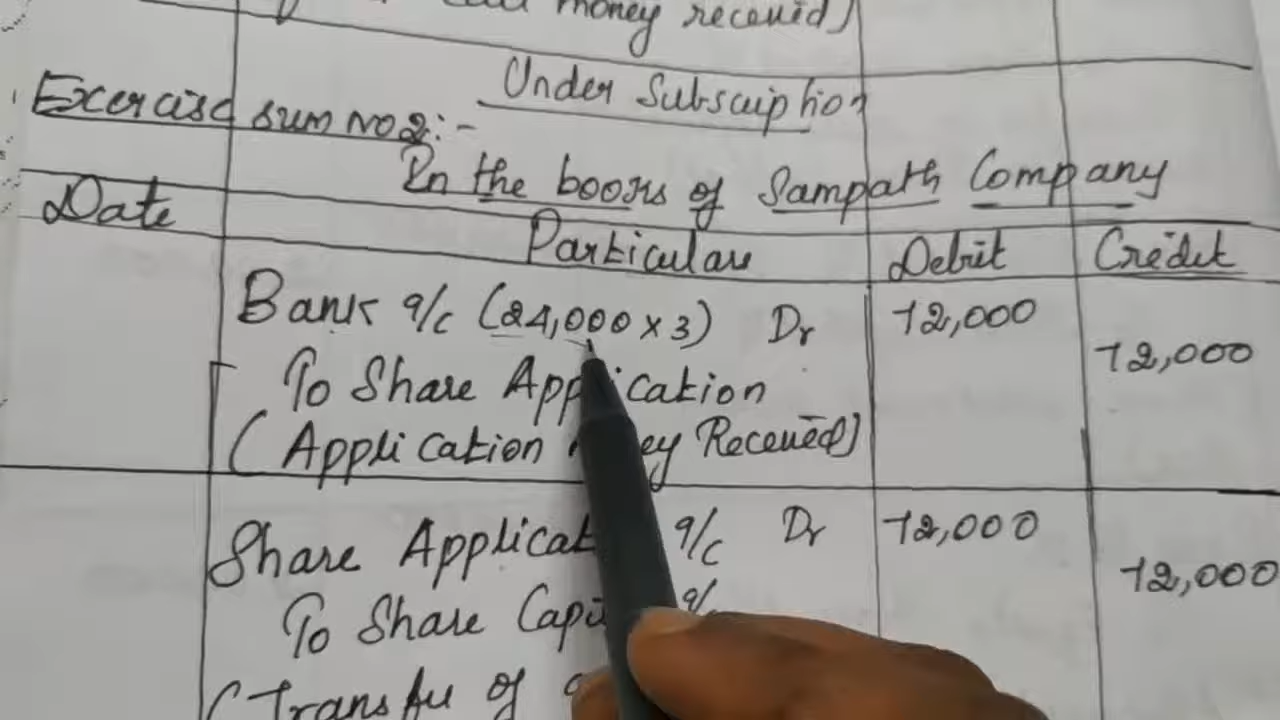 money received)
Under Subscription
Exercise sum no 2:-
In the books of Sampath Company
Date Particulars Debit Credit
Bank a/c (24,000 x 3) Dr 72,000
72,000
To Share Application
(Application Received)
Share a/c Dr 72,000
72,000
To Share a/c
(Transfer of